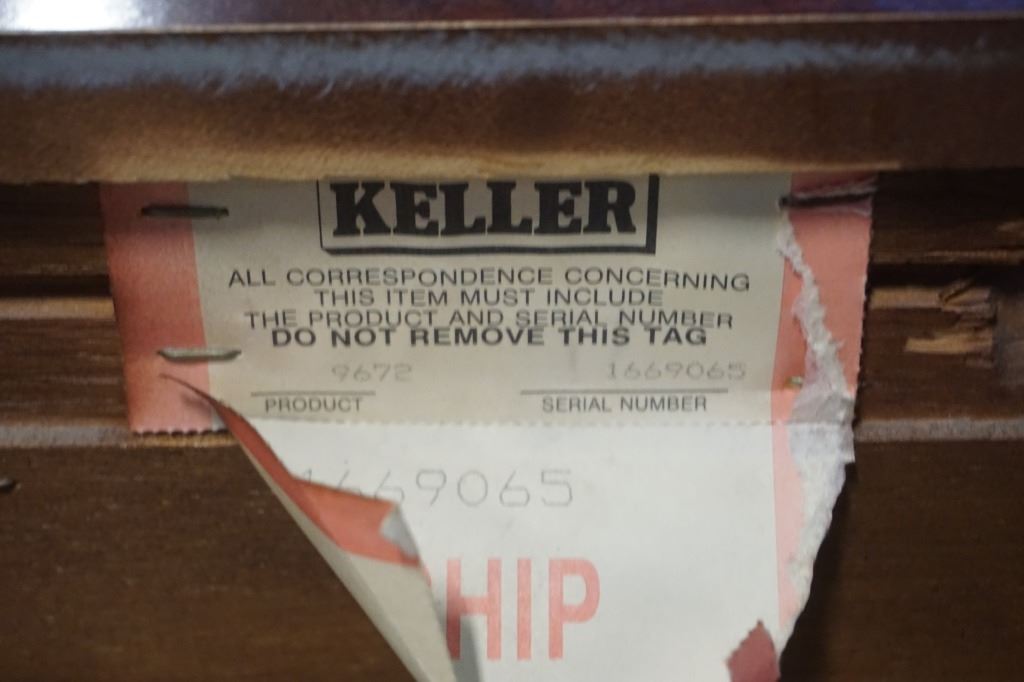 KELLER
ALL CORRESPONDENCE CONCERNING
THIS ITEM MUST INCLUDE
THE PRODUCT AND SERIAL NUMBER
DO NOT REMOVE THIS TAG
9672 1669065
PRODUCT SERIAL NUMBER
1669065
HIP